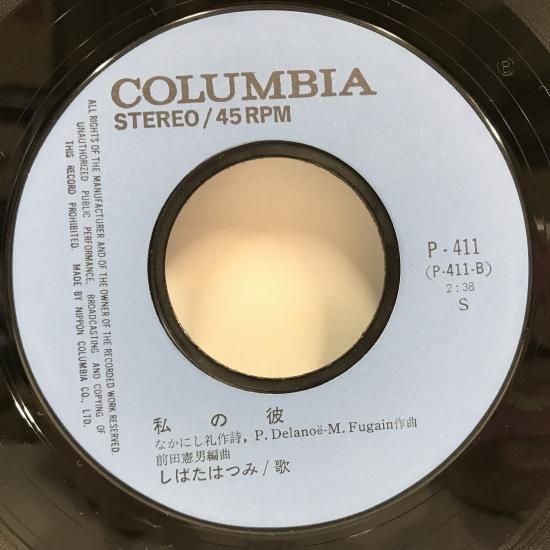 COLUMBIA
STEREO/45 RPM
ALL RIGHTS OF THE MANUFACTURER AND OF THE OWNER OF THE RECORDED WORK RESERVED
UNAUTHORIZED PUBLIC PERFORMANCE, BROADCASTING AND COPYING OF
THIS RECORD PROHIBITED. MADE BY NIPPON COLUMBIA CO., LTD.
P-411
(P-411-B)
2:38
S
私の彼
なかにし礼作詩, P. Delanoë-M. Fugain作曲
前田憲男編曲
しばたはつみ/歌